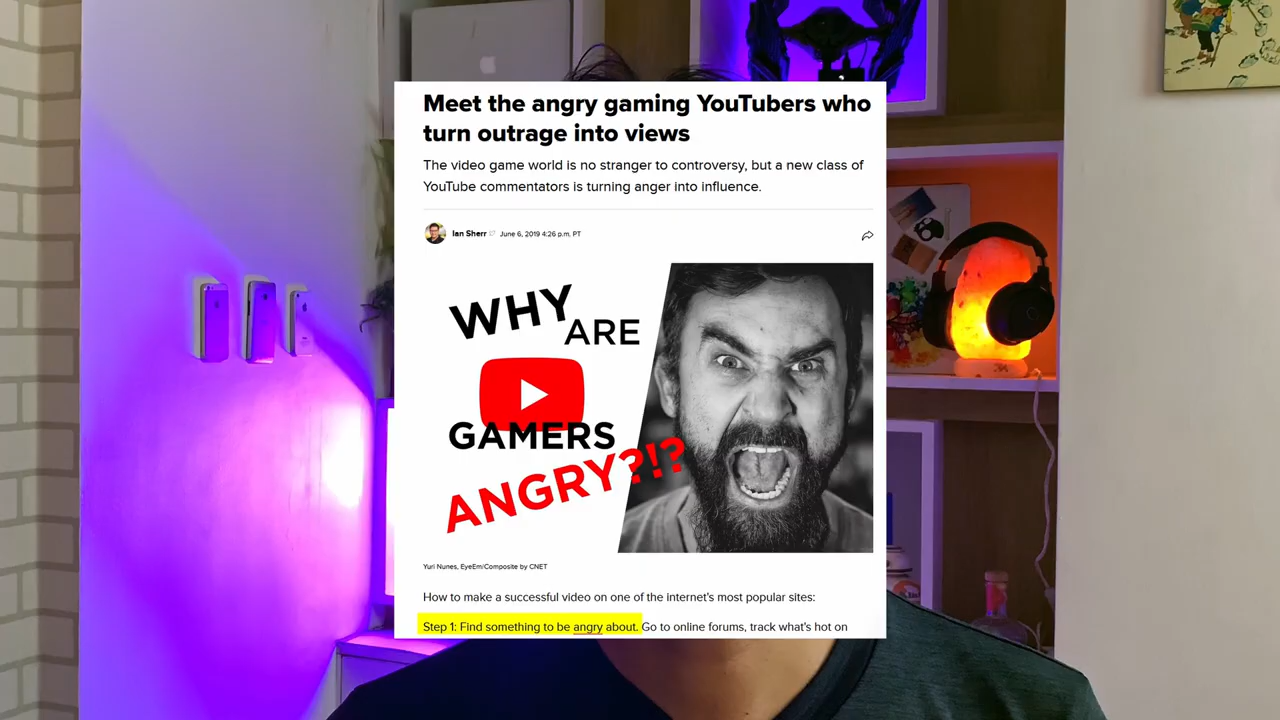 Meet the angry gaming YouTubers who
turn outrage into views
The video game world is no stranger to controversy, but a new class of
YouTube commentators is turning anger into influence.
Ian Sherr June 6, 2019 4:26 p.m. PT
WHY
ARE
GAMERS
ANGRY?!?
Yuri Nunes, EyeEm/Composite by CNET
How to make a successful video on one of the internet's most popular sites:
Step 1: Find something to be angry about. Go to online forums, track what's hot on